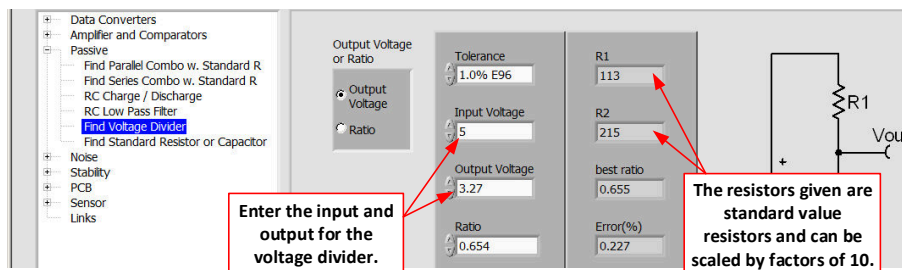 Data Converters
Amplifier and Comparators
Passive
Find Parallel Combo w. Standard R
Find Series Combo w. Standard R
RC Charge / Discharge
RC Low Pass Filter
Find Voltage Divider
Find Standard Resistor or Capacitor
Noise
Stability
PCB
Sensor
Links
Output Voltage
or Ratio
Output
Voltage
Ratio
Tolerance
1.0% E96
Input Voltage
5
Output Voltage
3.27
Ratio
0.654
R1
113
R2
215
best ratio
0.655
Error(%)
0.227
R1
Vou
+
Enter the input and
output for the
voltage divider.
The resistors given are
standard value
resistors and can be
scaled by factors of 10.